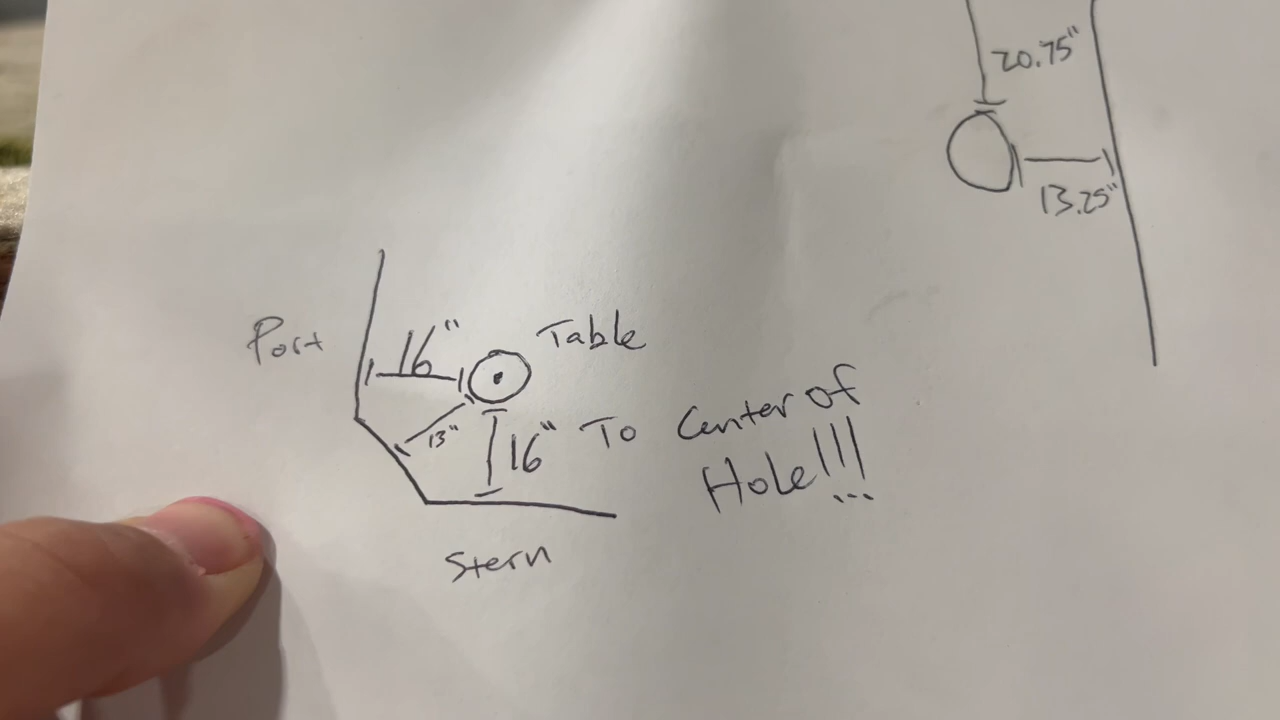 20.75"
13.25"
Port
16"
Table
13"
16" To Center of
Hole!!!
Stern